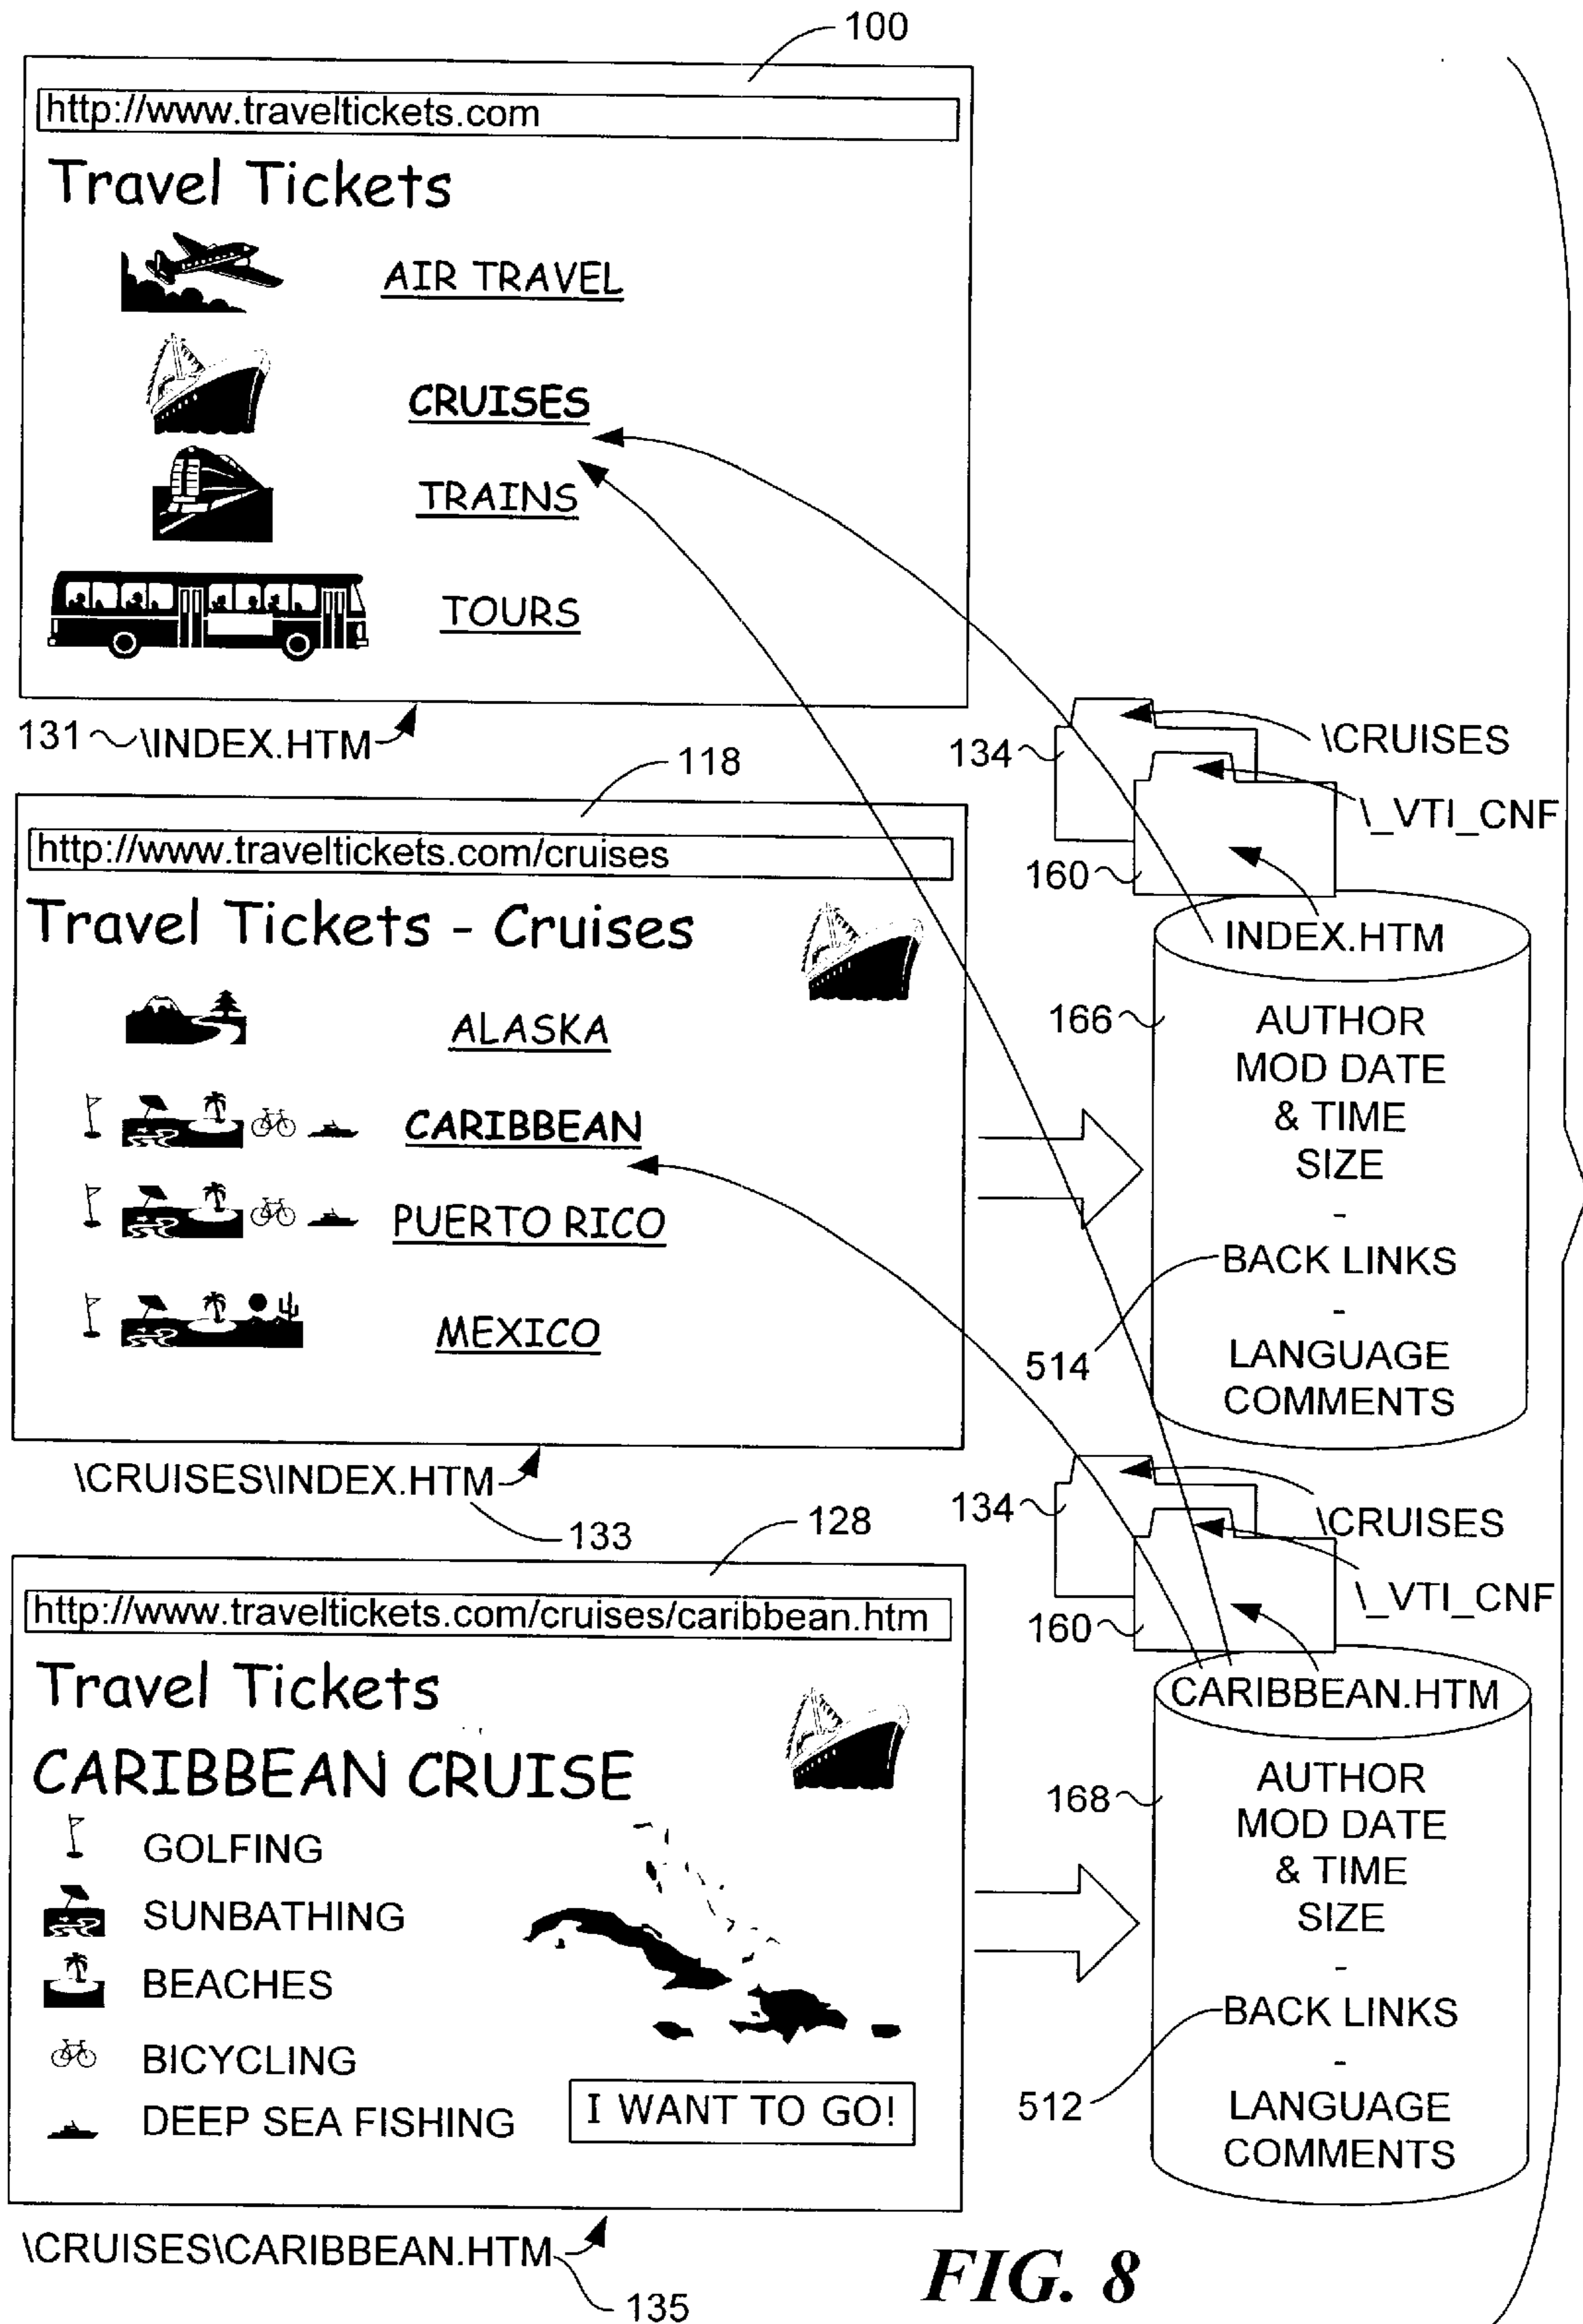 100
http://www.traveltickets.com
Travel Tickets
AIR TRAVEL
CRUISES
TRAINS
TOURS
131 \INDEX.HTM
118
http://www.traveltickets.com/cruises
Travel Tickets - Cruises
ALASKA
CARIBBEAN
PUERTO RICO
MEXICO
\CRUISES\INDEX.HTM
133
134
\CRUISES
\_VTI_CNF
160
INDEX.HTM
166
AUTHOR
MOD DATE
& TIME
SIZE
-
BACK LINKS
-
514
LANGUAGE
COMMENTS
128
http://www.traveltickets.com/cruises/caribbean.htm
Travel Tickets
CARIBBEAN CRUISE
GOLFING
SUNBATHING
BEACHES
BICYCLING
DEEP SEA FISHING
I WANT TO GO!
\CRUISES\CARIBBEAN.HTM
135
134
\CRUISES
\_VTI_CNF
160
CARIBBEAN.HTM
168
AUTHOR
MOD DATE
& TIME
SIZE
-
BACK LINKS
-
512
LANGUAGE
COMMENTS
FIG. 8